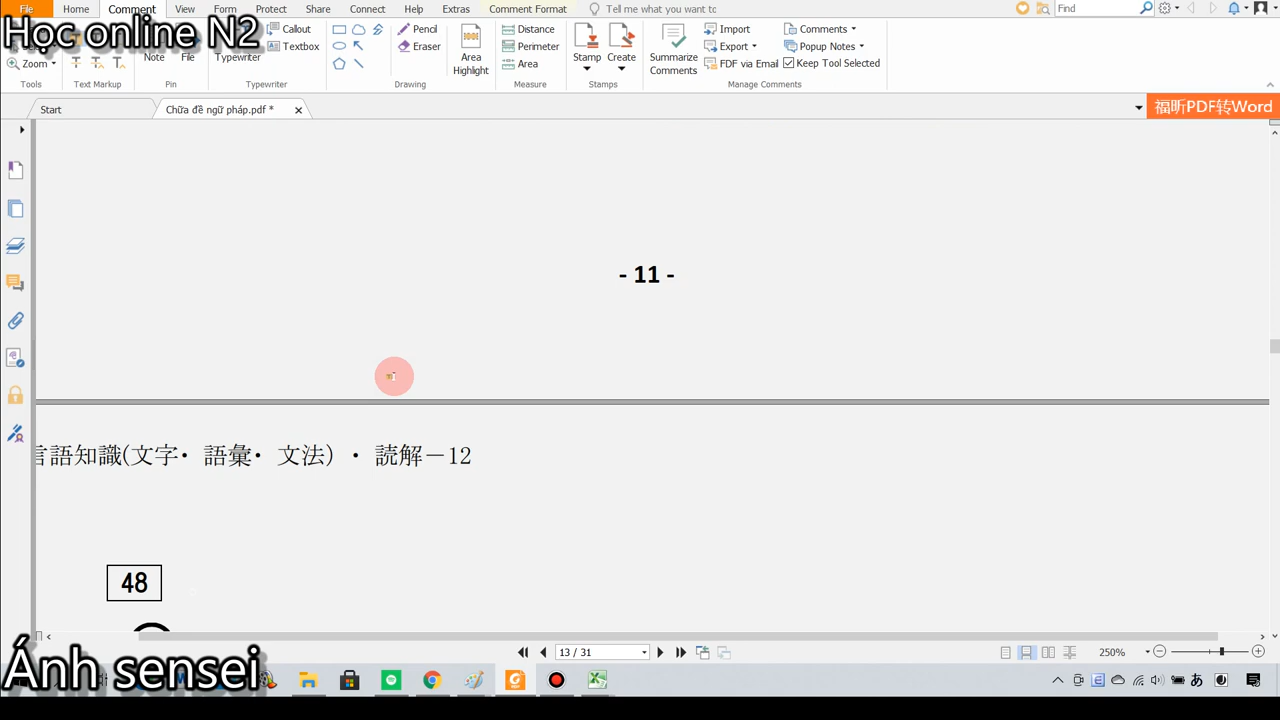 File Home Comment View Form Protect Share Connect Help Extras Comment Format Tell me what you want tc Find
Học online N2
Zoom
Tools
Text Markup
Note
File
Pin
Typewriter
Callout
Textbox
Typewriter
Pencil
Eraser
Drawing
Area
Highlight
Distance
Perimeter
Area
Measure
Stamp
Create
Stamps
Summarize
Comments
Import
Export
FDF via Email
Comments
Popup Notes
Keep Tool Selected
Manage Comments
Start
Chữa đề ngữ pháp.pdf *
福昕PDF转Word
- 11 -
言語知識(文字・ 語彙・ 文法) ・ 読解－12
48
Ánh sensei
13 / 31
250%
あ